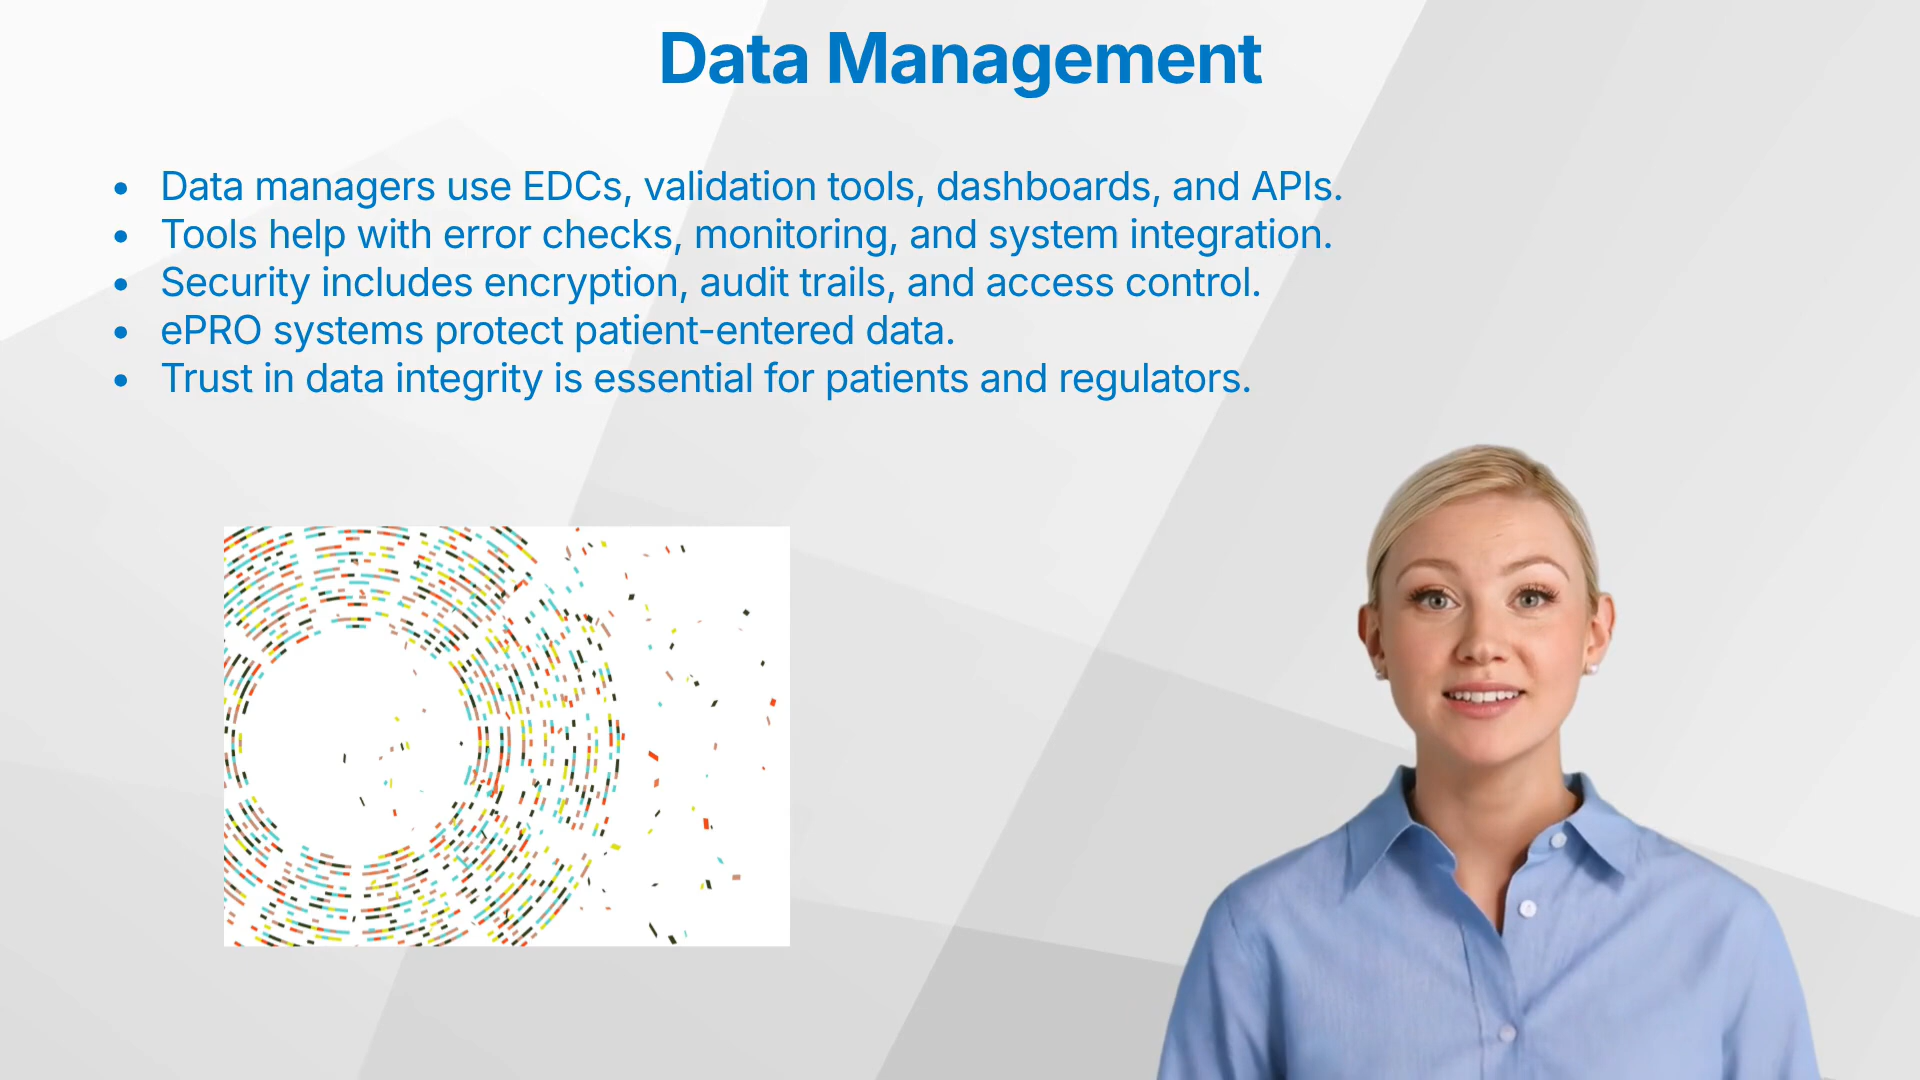 Data Management
• Data managers use EDCs, validation tools, dashboards, and APIs.
• Tools help with error checks, monitoring, and system integration.
• Security includes encryption, audit trails, and access control.
• ePRO systems protect patient-entered data.
• Trust in data integrity is essential for patients and regulators.